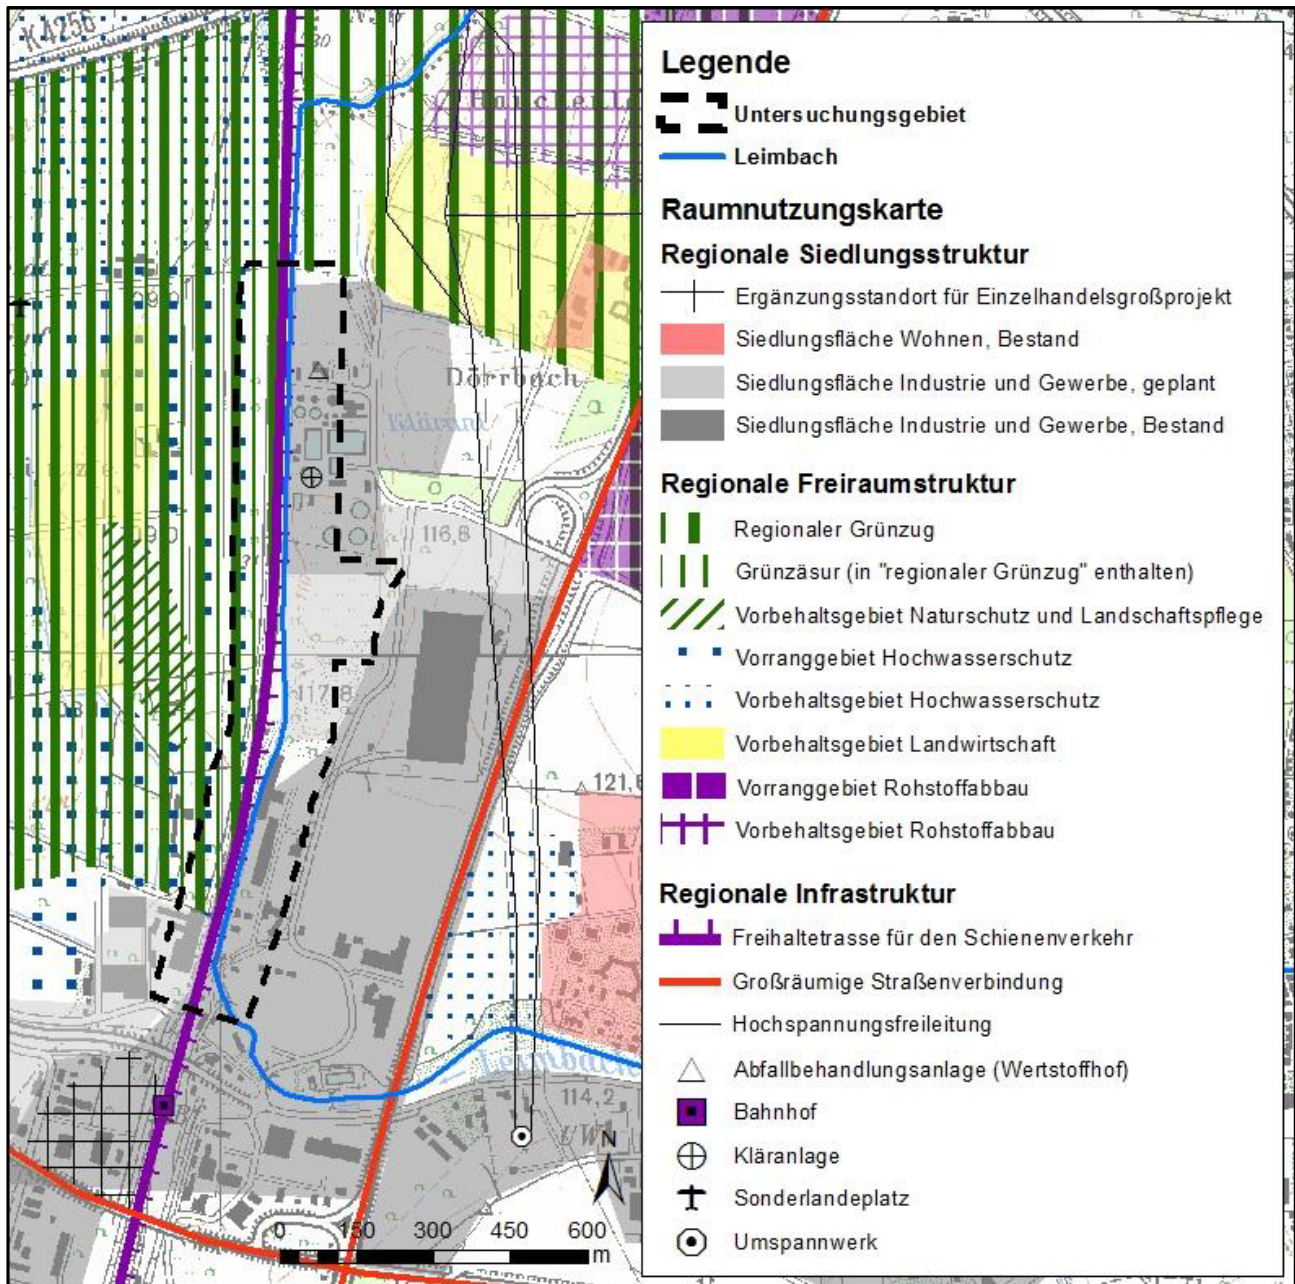 K 4256
Dörrbach
Kläranl
116,8
117,8
121,6
Leimbach
114,2
UW
N
0 150 300 450 600
m
Legende
Untersuchungsgebiet
Leimbach
Raumnutzungskarte
Regionale Siedlungsstruktur
Ergänzungsstandort für Einzelhandelsgroßprojekt
Siedlungsfläche Wohnen, Bestand
Siedlungsfläche Industrie und Gewerbe, geplant
Siedlungsfläche Industrie und Gewerbe, Bestand
Regionale Freiraumstruktur
Regionaler Grünzug
Grünzäsur (in "regionaler Grünzug" enthalten)
Vorbehaltsgebiet Naturschutz und Landschaftspflege
Vorranggebiet Hochwasserschutz
Vorbehaltsgebiet Hochwasserschutz
Vorbehaltsgebiet Landwirtschaft
Vorranggebiet Rohstoffabbau
Vorbehaltsgebiet Rohstoffabbau
Regionale Infrastruktur
Freihaltetrasse für den Schienenverkehr
Großräumige Straßenverbindung
Hochspannungsfreileitung
Abfallbehandlungsanlage (Wertstoffhof)
Bahnhof
Kläranlage
Sonderlandeplatz
Umspannwerk